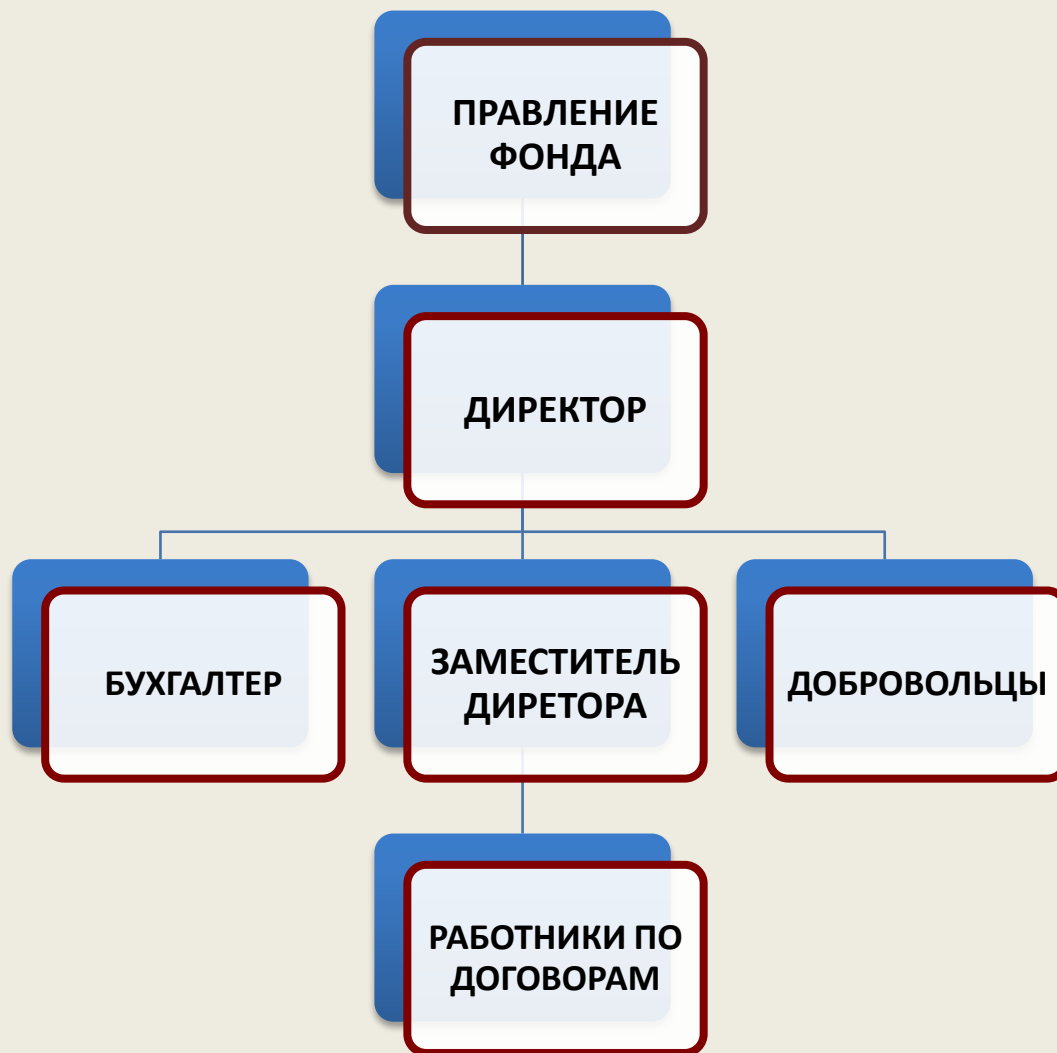 ПРАВЛЕНИЕ
ФОНДА
ДИРЕКТОР
БУХГАЛТЕР
ЗАМЕСТИТЕЛЬ
ДИРЕТОРА
ДОБРОВОЛЬЦЫ
РАБОТНИКИ ПО
ДОГОВОРАМ